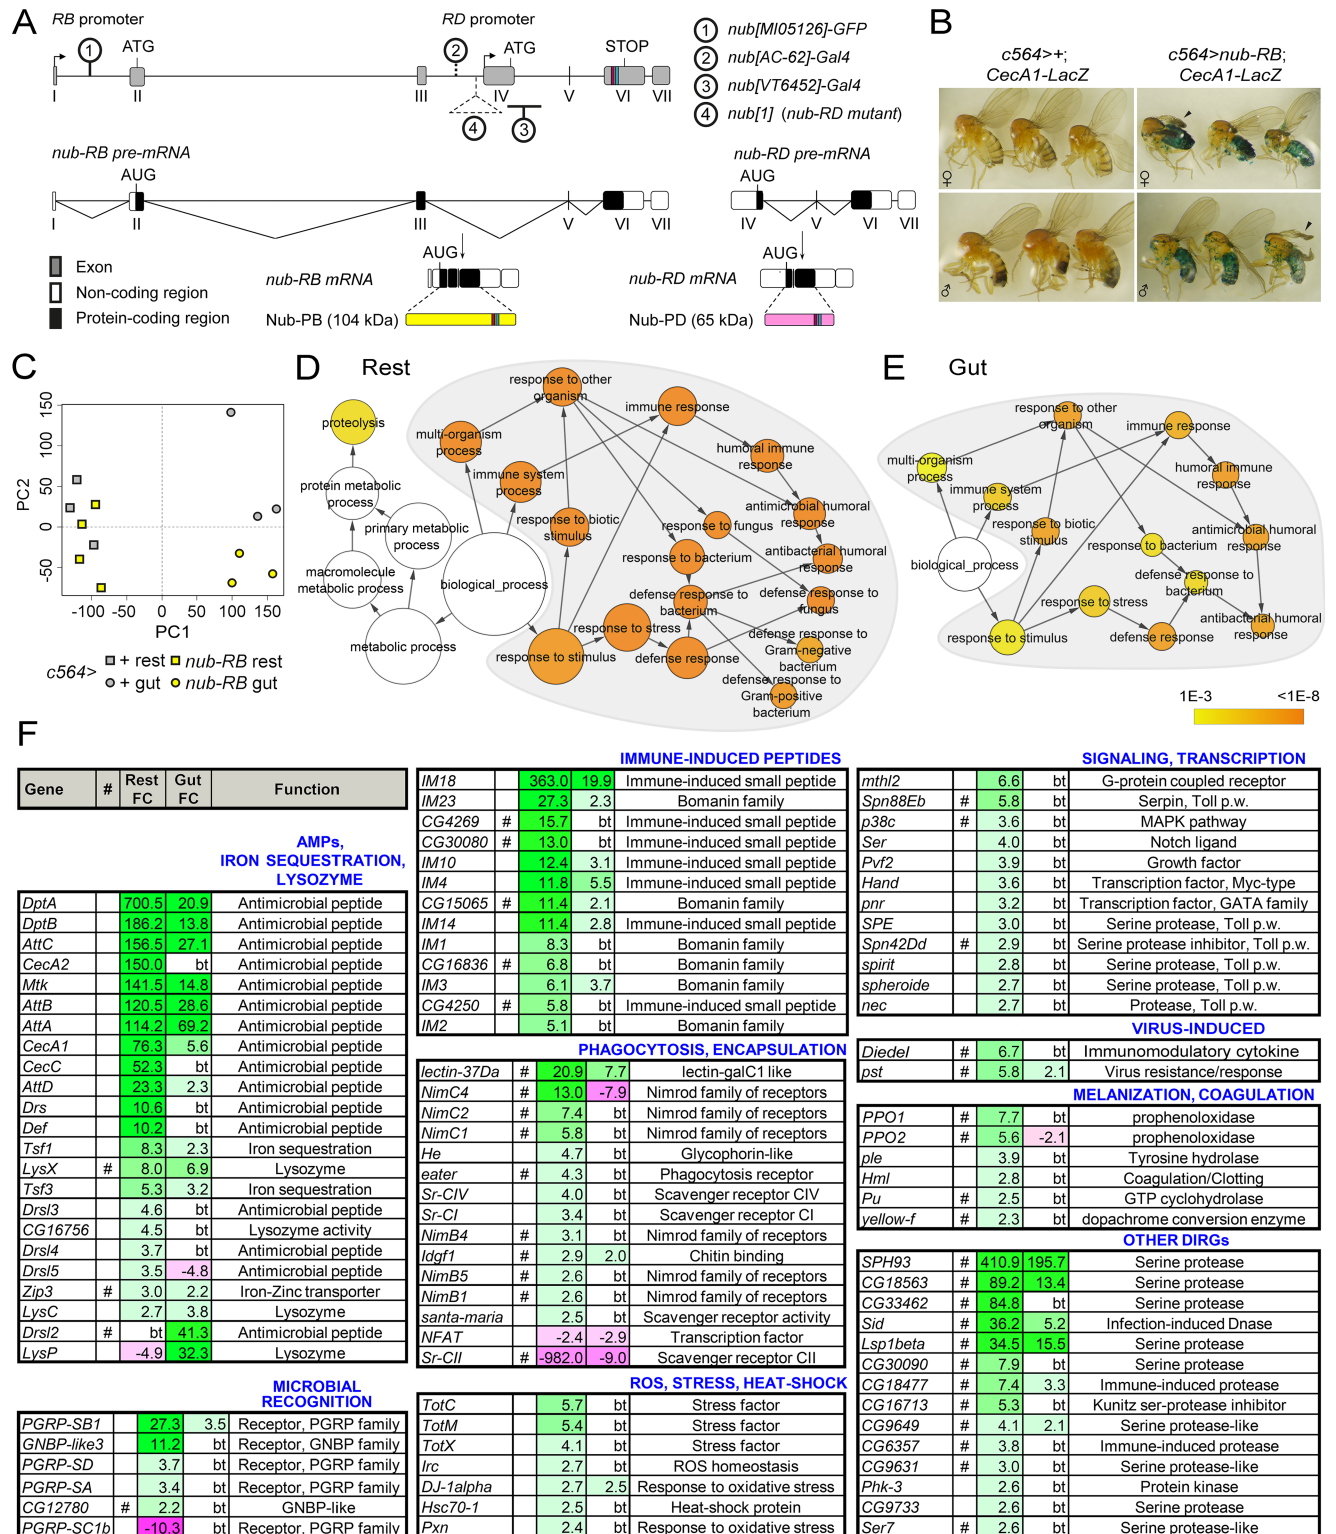 A
RB promoter
RD promoter
1
2
ATG
ATG
STOP
I
II
III
IV
V
VI
VII
4
3
1 nub[MI05126]-GFP
2 nub[AC-62]-Gal4
3 nub[VT6452]-Gal4
4 nub[1] (nub-RD mutant)
nub-RB pre-mRNA
AUG
I
II
III
V
VI
VII
nub-RD pre-mRNA
AUG
IV
V
VI
VII
Exon
Non-coding region
Protein-coding region
AUG
nub-RB mRNA
Nub-PB (104 kDa)
AUG
nub-RD mRNA
Nub-PD (65 kDa)
B
c564>+;
CecA1-LacZ
c564>nub-RB;
CecA1-LacZ
♀
♀
♂
♂
C
PC2
150
100
50
0
-50
-100
-50
0
50
100
150
PC1
c564>
+ rest
nub-RB rest
+ gut
nub-RB gut
D
Rest
proteolysis
protein metabolic
process
primary metabolic
process
macromolecule
metabolic process
metabolic process
biological_process
multi-organism
process
response to other
organism
immune response
immune system
process
humoral immune
response
response to biotic
stimulus
response to fungus
antimicrobial humoral
response
response to bacterium
antibacterial humoral
response
defense response to
bacterium
defense response to
fungus
response to stress
response to stimulus
defense response
defense response to
Gram-negative
bacterium
defense response to
Gram-positive
bacterium
E
Gut
response to other
organism
immune response
multi-organism
process
humoral immune
response
immune system
process
response to biotic
stimulus
antimicrobial humoral
response
response to bacterium
biological_process
defense response to
bacterium
response to stress
antibacterial humoral
response
response to stimulus
defense response
1E-3
<1E-8
F
Gene # Rest FC Gut FC Function
AMPs,
IRON SEQUESTRATION,
LYSOZYME
DptA 700.5 20.9 Antimicrobial peptide
DptB 186.2 13.8 Antimicrobial peptide
AttC 156.5 27.1 Antimicrobial peptide
CecA2 150.0 bt Antimicrobial peptide
Mtk 141.5 14.8 Antimicrobial peptide
AttB 120.5 28.6 Antimicrobial peptide
AttA 114.2 69.2 Antimicrobial peptide
CecA1 76.3 5.6 Antimicrobial peptide
CecC 52.3 bt Antimicrobial peptide
AttD 23.3 2.3 Antimicrobial peptide
Drs 10.6 bt Antimicrobial peptide
Def 10.2 bt Antimicrobial peptide
Tsf1 8.3 2.3 Iron sequestration
LysX # 8.0 6.9 Lysozyme
Tsf3 5.3 3.2 Iron sequestration
Drsl3 4.6 bt Antimicrobial peptide
CG16756 4.5 bt Lysozyme activity
Drsl4 3.7 bt Antimicrobial peptide
Drsl5 3.5 -4.8 Antimicrobial peptide
Zip3 # 3.0 2.2 Iron-Zinc transporter
LysC 2.7 3.8 Lysozyme
Drsl2 # bt 41.3 Antimicrobial peptide
LysP -4.9 32.3 Lysozyme
MICROBIAL
RECOGNITION
PGRP-SB1 27.3 3.5 Receptor, PGRP family
GNBP-like3 11.2 bt Receptor, GNBP family
PGRP-SD 3.7 bt Receptor, PGRP family
PGRP-SA 3.4 bt Receptor, PGRP family
CG12780 # 2.2 bt GNBP-like
PGRP-SC1b -10.3 bt Receptor, PGRP family
IMMUNE-INDUCED PEPTIDES
IM18 363.0 19.9 Immune-induced small peptide
IM23 27.3 2.3 Bomanin family
CG4269 # 15.7 bt Immune-induced small peptide
CG30080 # 13.0 bt Immune-induced small peptide
IM10 12.4 3.1 Immune-induced small peptide
IM4 11.8 5.5 Immune-induced small peptide
CG15065 # 11.4 2.1 Bomanin family
IM14 11.4 2.8 Immune-induced small peptide
IM1 8.3 bt Bomanin family
CG16836 # 6.8 bt Bomanin family
IM3 6.1 3.7 Bomanin family
CG4250 # 5.8 bt Immune-induced small peptide
IM2 5.1 bt Bomanin family
PHAGOCYTOSIS, ENCAPSULATION
lectin-37Da # 20.9 7.7 lectin-galC1 like
NimC4 # 13.0 -7.9 Nimrod family of receptors
NimC2 # 7.4 bt Nimrod family of receptors
NimC1 # 5.8 bt Nimrod family of receptors
He 4.7 bt Glycophorin-like
eater # 4.3 bt Phagocytosis receptor
Sr-CIV 4.0 bt Scavenger receptor CIV
Sr-CI 3.4 bt Scavenger receptor CI
NimB4 # 3.1 bt Nimrod family of receptors
Idgf1 # 2.9 2.0 Chitin binding
NimB5 # 2.6 bt Nimrod family of receptors
NimB1 # 2.6 bt Nimrod family of receptors
santa-maria 2.5 bt Scavenger receptor activity
NFAT -2.4 -2.9 Transcription factor
Sr-CII # -982.0 -9.0 Scavenger receptor CII
ROS, STRESS, HEAT-SHOCK
TotC 5.7 bt Stress factor
TotM 5.4 bt Stress factor
TotX 4.1 bt Stress factor
Irc 2.7 bt ROS homeostasis
DJ-1alpha 2.7 2.5 Response to oxidative stress
Hsc70-1 2.5 bt Heat-shock protein
Pxn 2.4 bt Response to oxidative stress
SIGNALING, TRANSCRIPTION
mthl2 6.6 bt G-protein coupled receptor
Spn88Eb # 5.8 bt Serpin, Toll p.w.
p38c # 3.6 bt MAPK pathway
Ser 4.0 bt Notch ligand
Pvf2 3.9 bt Growth factor
Hand 3.6 bt Transcription factor, Myc-type
pnr 3.2 bt Transcription factor, GATA family
SPE 3.0 bt Serine protease, Toll p.w.
Spn42Dd # 2.9 bt Serine protease inhibitor, Toll p.w.
spirit 2.8 bt Serine protease, Toll p.w.
spheroide 2.7 bt Serine protease, Toll p.w.
nec 2.7 bt Protease, Toll p.w.
VIRUS-INDUCED
Diedel # 6.7 bt Immunomodulatory cytokine
pst # 5.8 2.1 Virus resistance/response
MELANIZATION, COAGULATION
PPO1 # 7.7 bt prophenoloxidase
PPO2 # 5.6 -2.1 prophenoloxidase
ple 3.9 bt Tyrosine hydrolase
Hml 2.8 bt Coagulation/Clotting
Pu # 2.5 bt GTP cyclohydrolase
yellow-f # 2.3 bt dopachrome conversion enzyme
OTHER DIRGs
SPH93 # 410.9 195.7 Serine protease
CG18563 # 89.2 13.4 Serine protease
CG33462 # 84.8 bt Serine protease
Sid # 36.2 5.2 Infection-induced Dnase
Lsp1beta # 34.5 15.5 Serine protease
CG30090 # 7.9 bt Serine protease
CG18477 # 7.4 3.3 Immune-induced protease
CG16713 # 5.3 bt Kunitz ser-protease inhibitor
CG9649 # 4.1 2.1 Serine protease-like
CG6357 # 3.8 bt Immune-induced protease
CG9631 # 3.0 bt Serine protease-like
Phk-3 2.6 bt Protein kinase
CG9733 2.6 bt Serine protease
Ser7 # 2.6 bt Serine protease-like